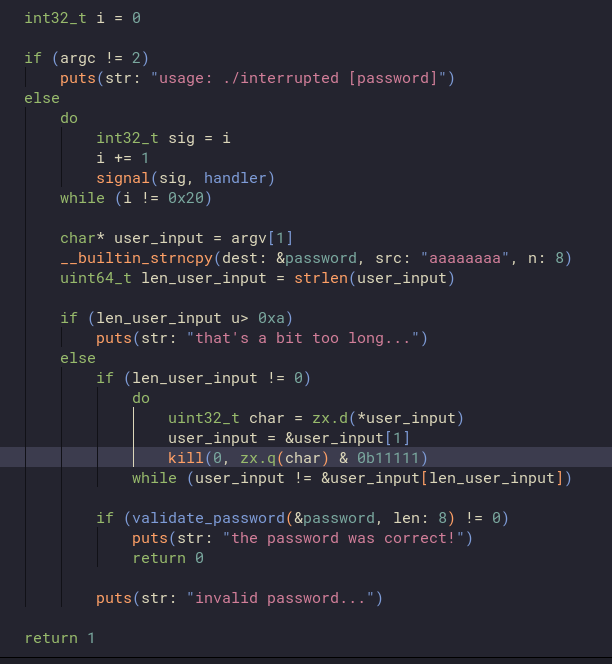 int32_t i = 0
if (argc != 2)
puts(str: "usage: ./interrupted [password]")
else
do
int32_t sig = i
i += 1
signal(sig, handler)
while (i != 0x20)
char* user_input = argv[1]
__builtin_strncpy(dest: &password, src: "aaaaaaaa", n: 8)
uint64_t len_user_input = strlen(user_input)
if (len_user_input u> 0xa)
puts(str: "that's a bit too long...")
else
if (len_user_input != 0)
do
uint32_t char = zx.d(*user_input)
user_input = &user_input[1]
kill(0, zx.q(char) & 0b11111)
while (user_input != &user_input[len_user_input])
if (validate_password(&password, len: 8) != 0)
puts(str: "the password was correct!")
return 0
puts(str: "invalid password...")
return 1